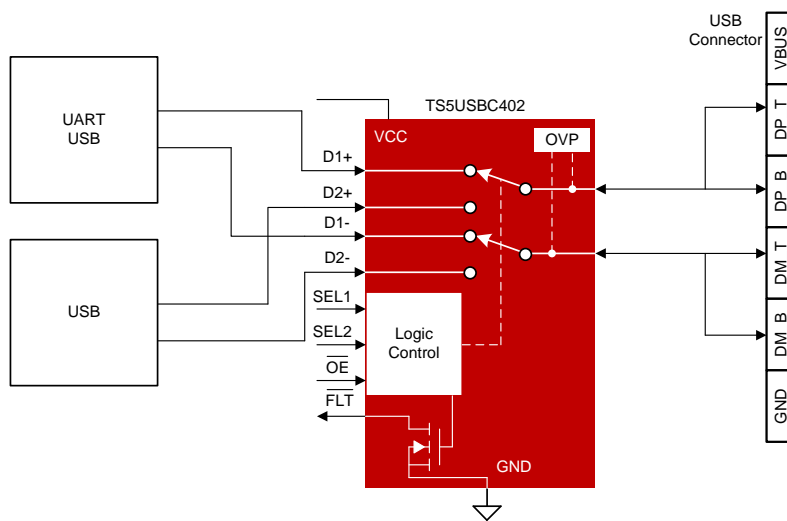 USB
Connector
VBUS
DP T
DP B
DM T
DM B
GND
UART
USB
USB
TS5USBC402
VCC
OVP
D1+
D2+
D1-
D2-
SEL1
SEL2
OE
FLT
Logic
Control
GND